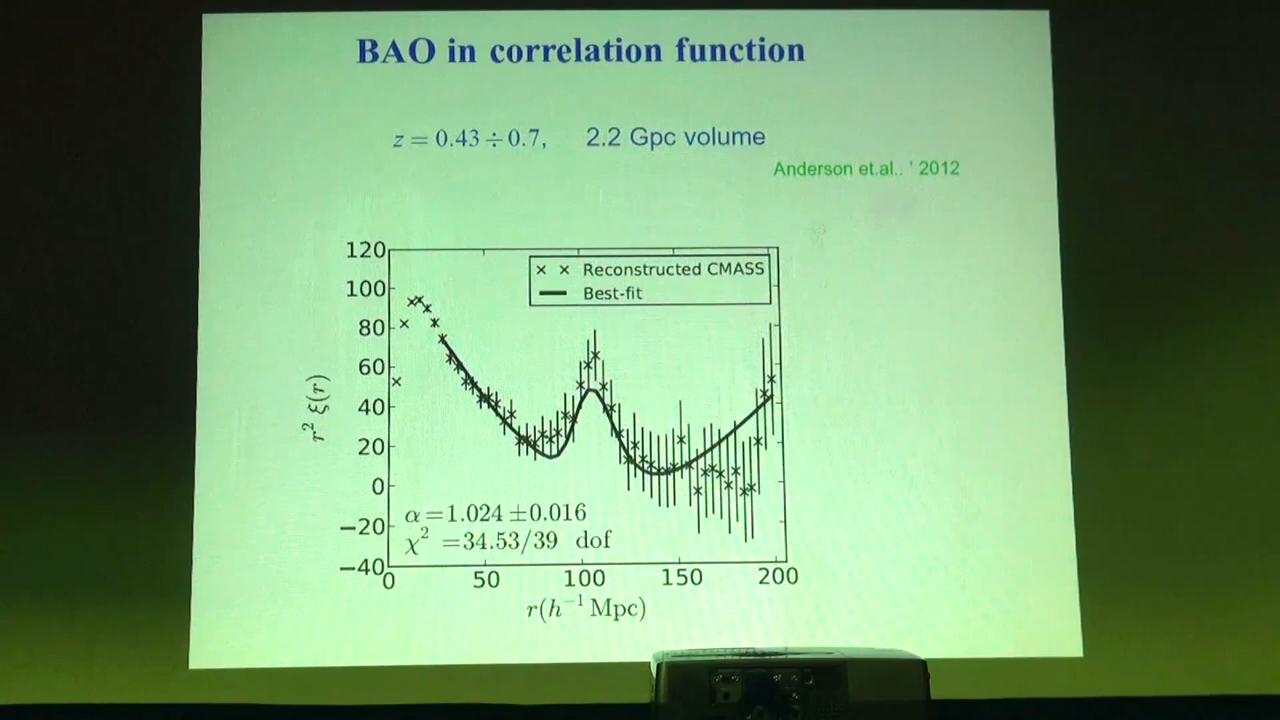 BAO in correlation function
z = 0.43 ÷ 0.7, 2.2 Gpc volume
Anderson et.al.. ' 2012
120
100
80
60
40
20
0
−20
−40
r² ξ(r)
× × Reconstructed CMASS
Best-fit
α = 1.024 ± 0.016
χ² = 34.53/39 dof
0 50 100 150 200
r(h⁻¹ Mpc)